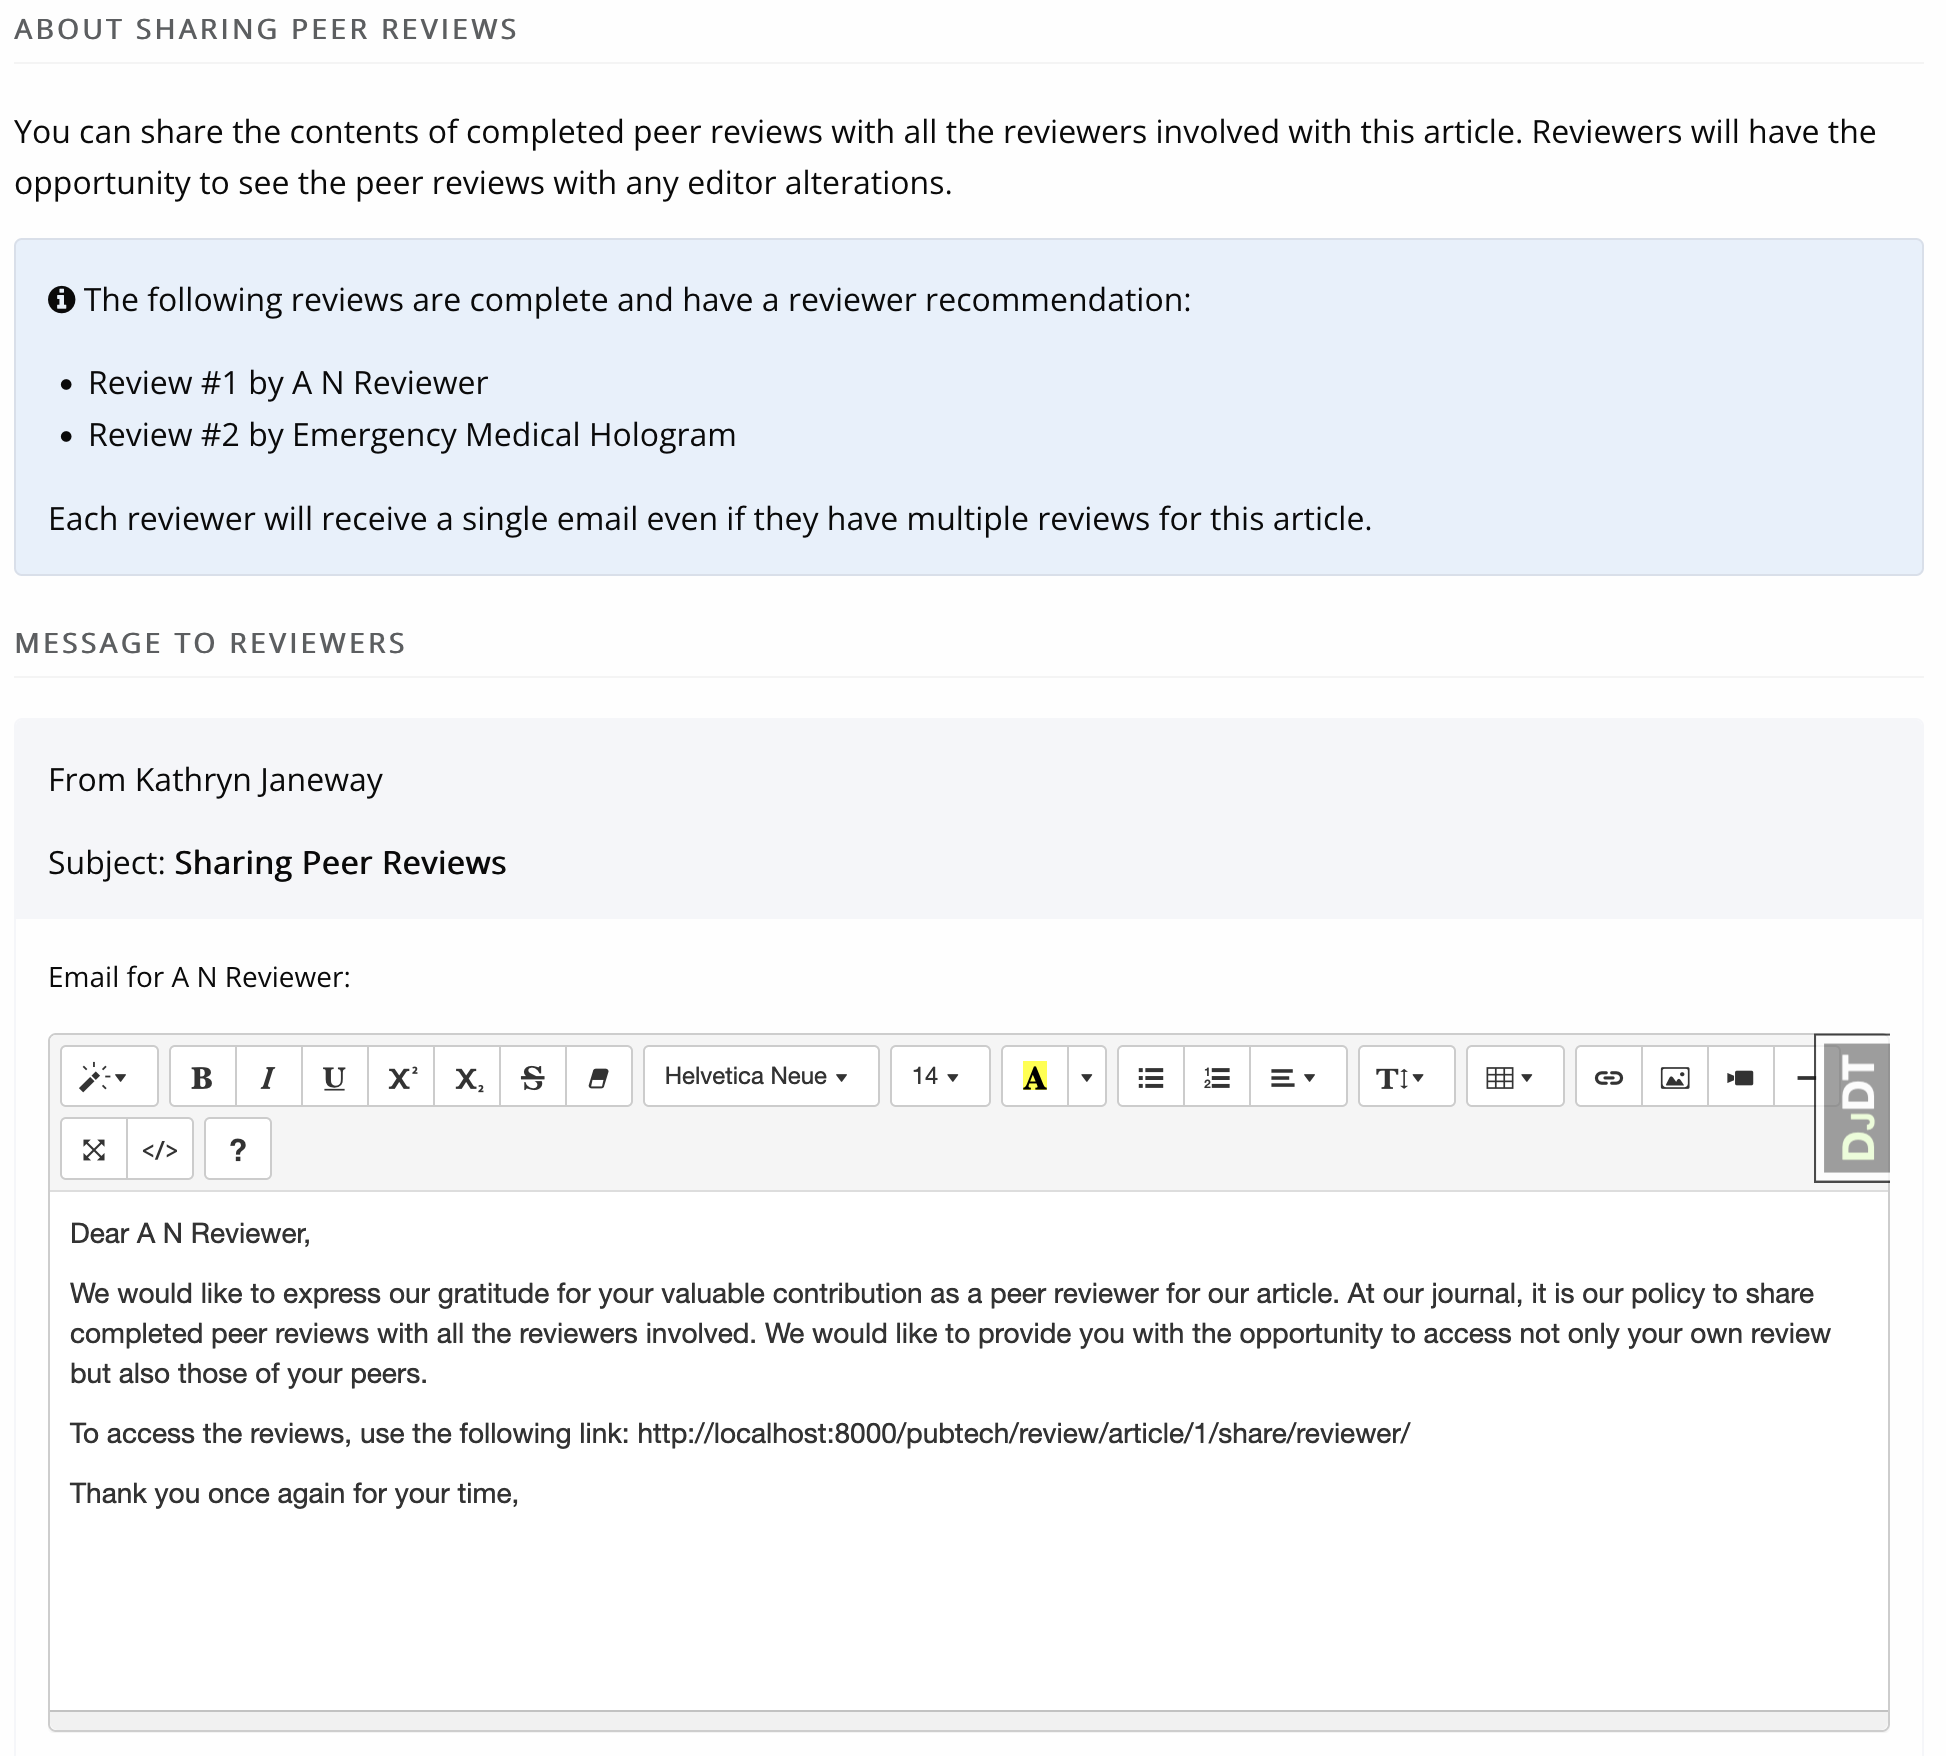 ABOUT SHARING PEER REVIEWS
You can share the contents of completed peer reviews with all the reviewers involved with this article. Reviewers will have the
opportunity to see the peer reviews with any editor alterations.
The following reviews are complete and have a reviewer recommendation:
• Review #1 by A N Reviewer
• Review #2 by Emergency Medical Hologram
Each reviewer will receive a single email even if they have multiple reviews for this article.
MESSAGE TO REVIEWERS
From Kathryn Janeway
Subject: Sharing Peer Reviews
Email for A N Reviewer:
B I U X² X₂ S Helvetica Neue 14 A T
</> ?
DJDT
Dear A N Reviewer,
We would like to express our gratitude for your valuable contribution as a peer reviewer for our article. At our journal, it is our policy to share
completed peer reviews with all the reviewers involved. We would like to provide you with the opportunity to access not only your own review
but also those of your peers.
To access the reviews, use the following link: http://localhost:8000/pubtech/review/article/1/share/reviewer/
Thank you once again for your time,